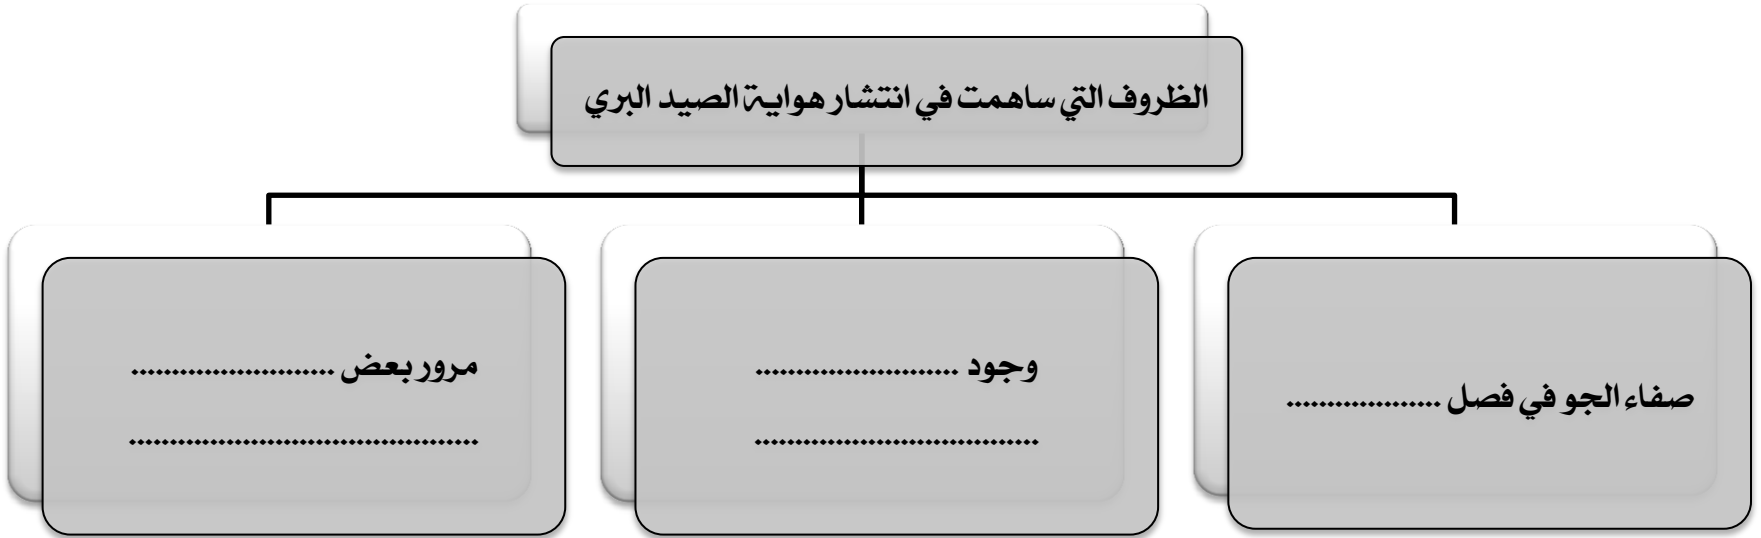 الظروف التي ساهمت في انتشار هواية الصيد البري
صفاء الجو في فصل ...................
وجود .........................
...................................
مرور بعض .........................
...........................................